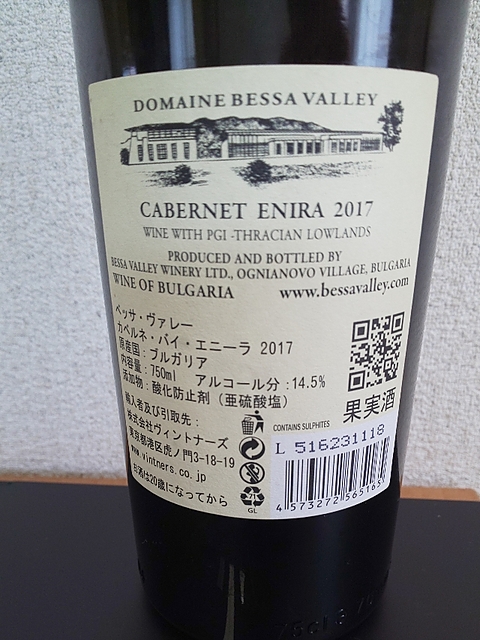 DOMAINE BESSA VALLEY
CABERNET ENIRA 2017
WINE WITH PGI -THRACIAN LOWLANDS
PRODUCED AND BOTTLED BY
BESSA VALLEY WINERY LTD., OGNIANOVO VILLAGE, BULGARIA
WINE OF BULGARIA www.bessavalley.com
ベッサ・ヴァレー
カベルネ・バイ・エニーラ 2017
原産国：ブルガリア
内容量：750ml アルコール分：14.5%
添加物：酸化防止剤（亜硫酸塩）
輸入者及び引取先：
株式会社ヴィントナーズ
東京都港区虎ノ門3-18-19
www.vintners.co.jp
お酒は20歳になってから
果実酒
CONTAINS SULPHITES
L 516231118
GL
4 573272 565165